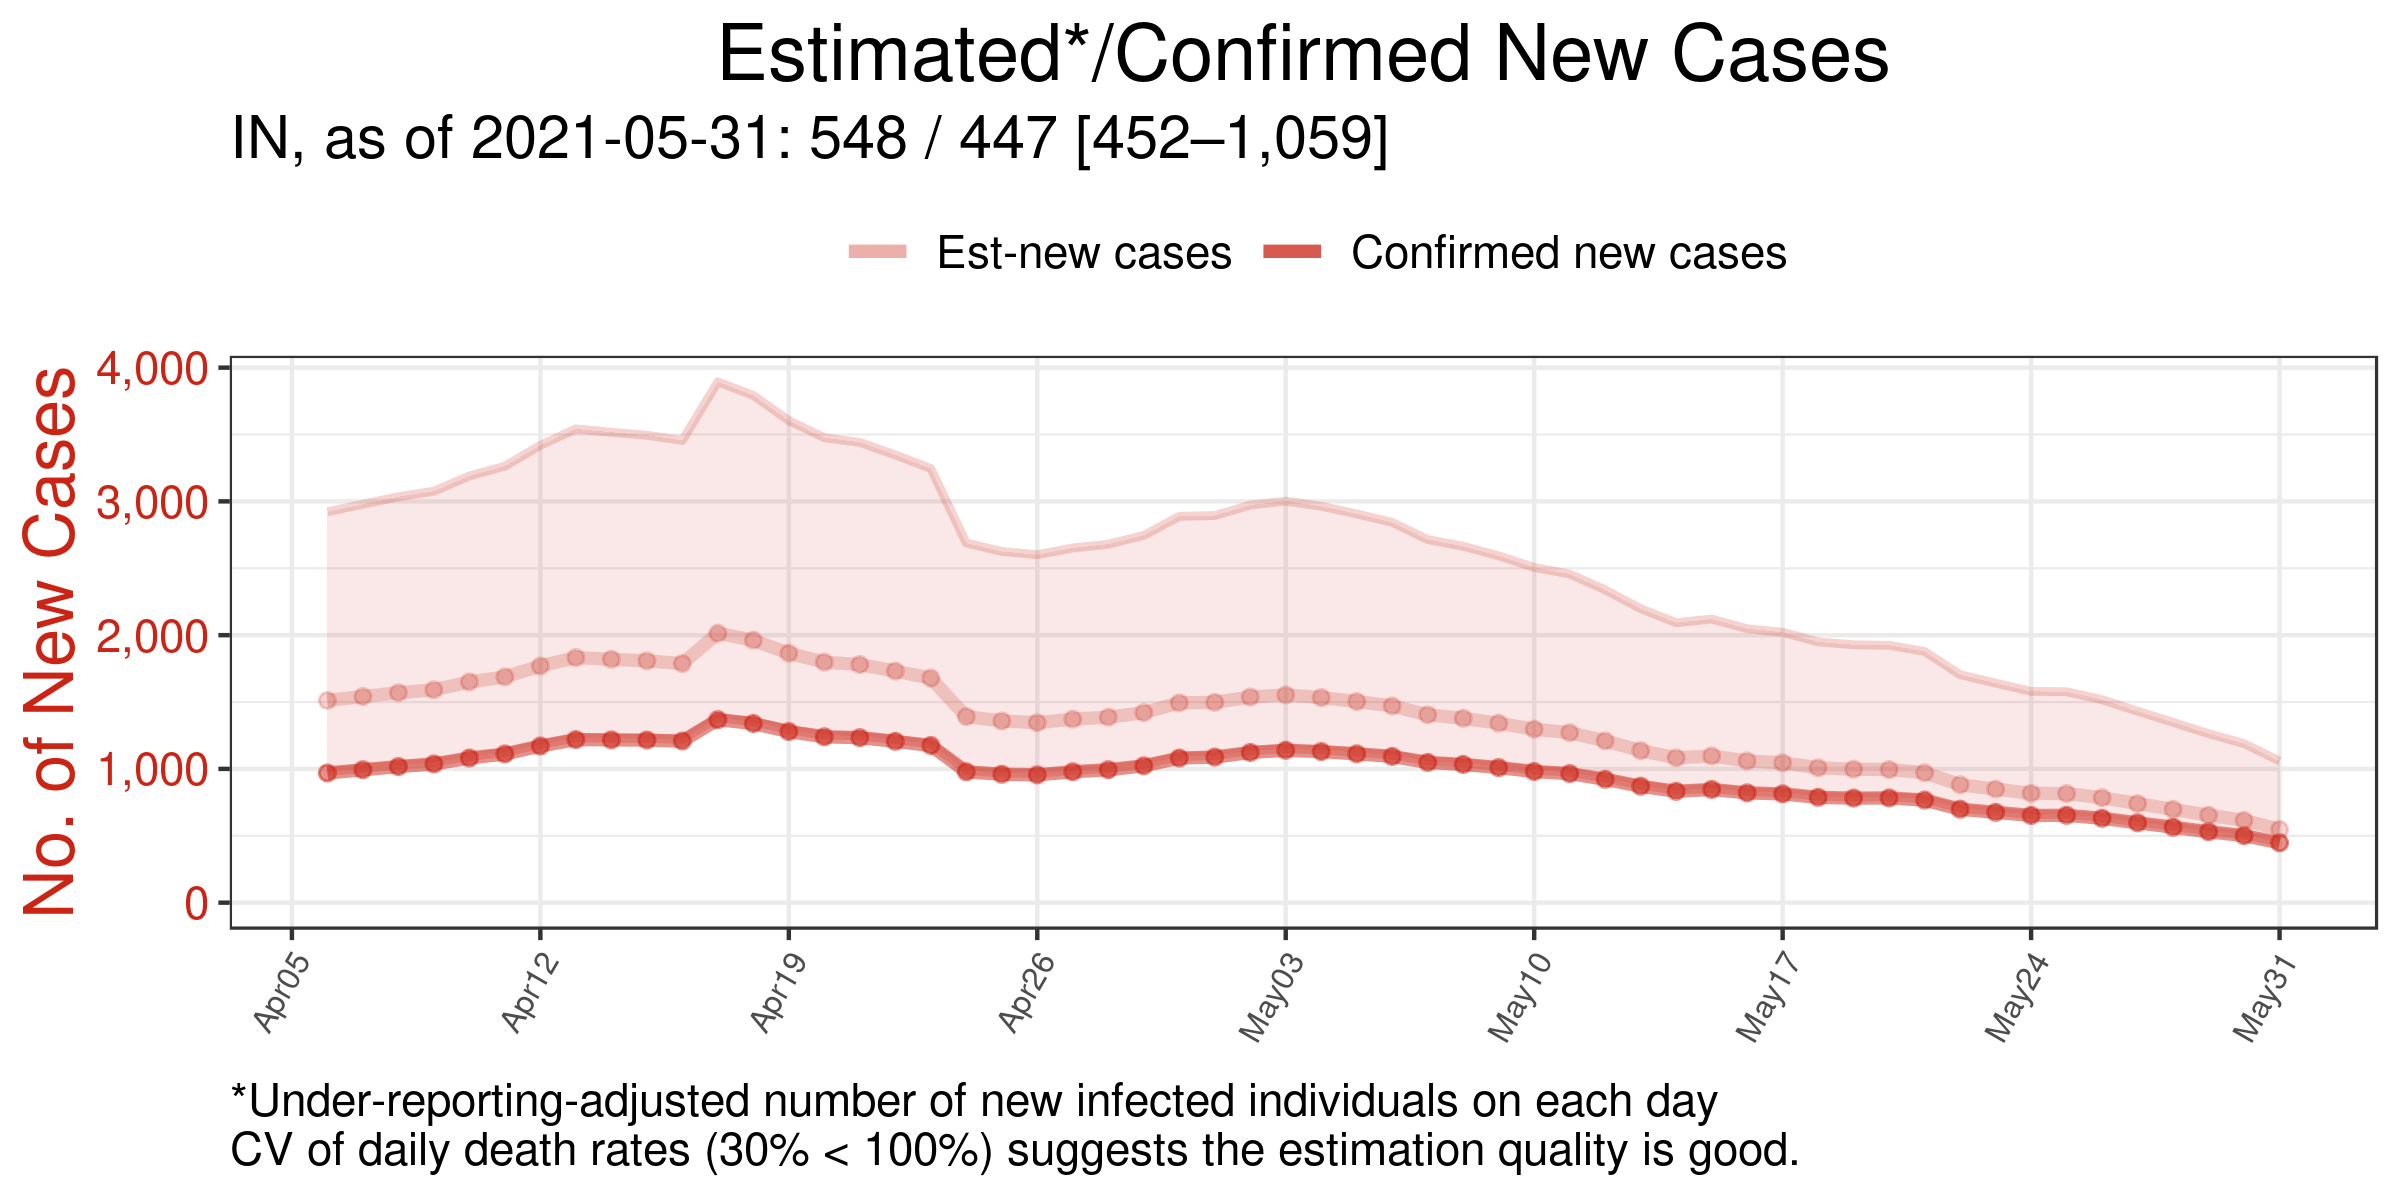 Estimated*/Confirmed New Cases
IN, as of 2021-05-31: 548 / 447 [452–1,059]
Est-new cases
Confirmed new cases
No. of New Cases
4,000
3,000
2,000
1,000
0
Apr05
Apr12
Apr19
Apr26
May03
May10
May17
May24
May31
*Under-reporting-adjusted number of new infected individuals on each day
CV of daily death rates (30% < 100%) suggests the estimation quality is good.